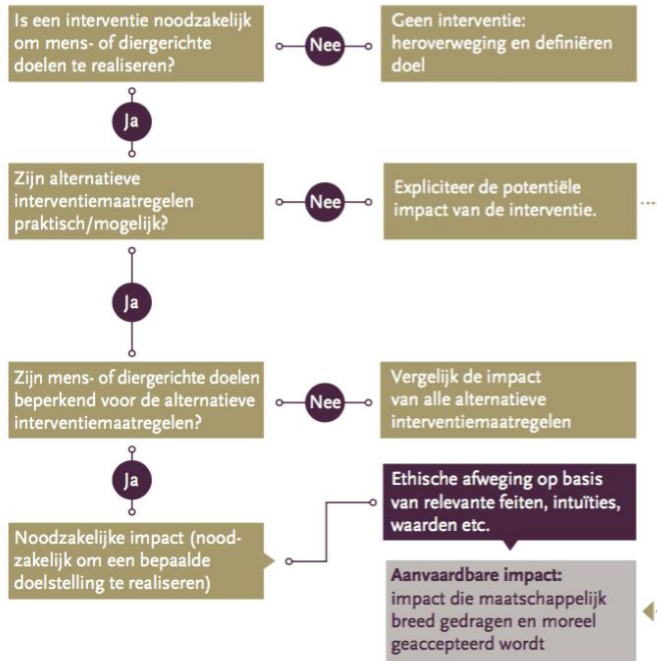 Is een interventie noodzakelijk
om mens- of diergerichte
doelen te realiseren?
Nee
Geen interventie:
heroverweging en definiëren
doel
Ja
Zijn alternatieve
interventiemaatregelen
praktisch/mogelijk?
Nee
Expliciteer de potentiële
impact van de interventie.
Ja
Zijn mens- of diergerichte doelen
beperkend voor de alternatieve
interventiemaatregelen?
Nee
Vergelijk de impact
van alle alternatieve
interventiemaatregelen
Ja
Noodzakelijke impact (nood-
zakelijk om een bepaalde
doelstelling te realiseren)
Ethische afweging op basis
van relevante feiten, intuïties,
waarden etc.
Aanvaardbare impact:
impact die maatschappelijk
breed gedragen en moreel
geaccepteerd wordt